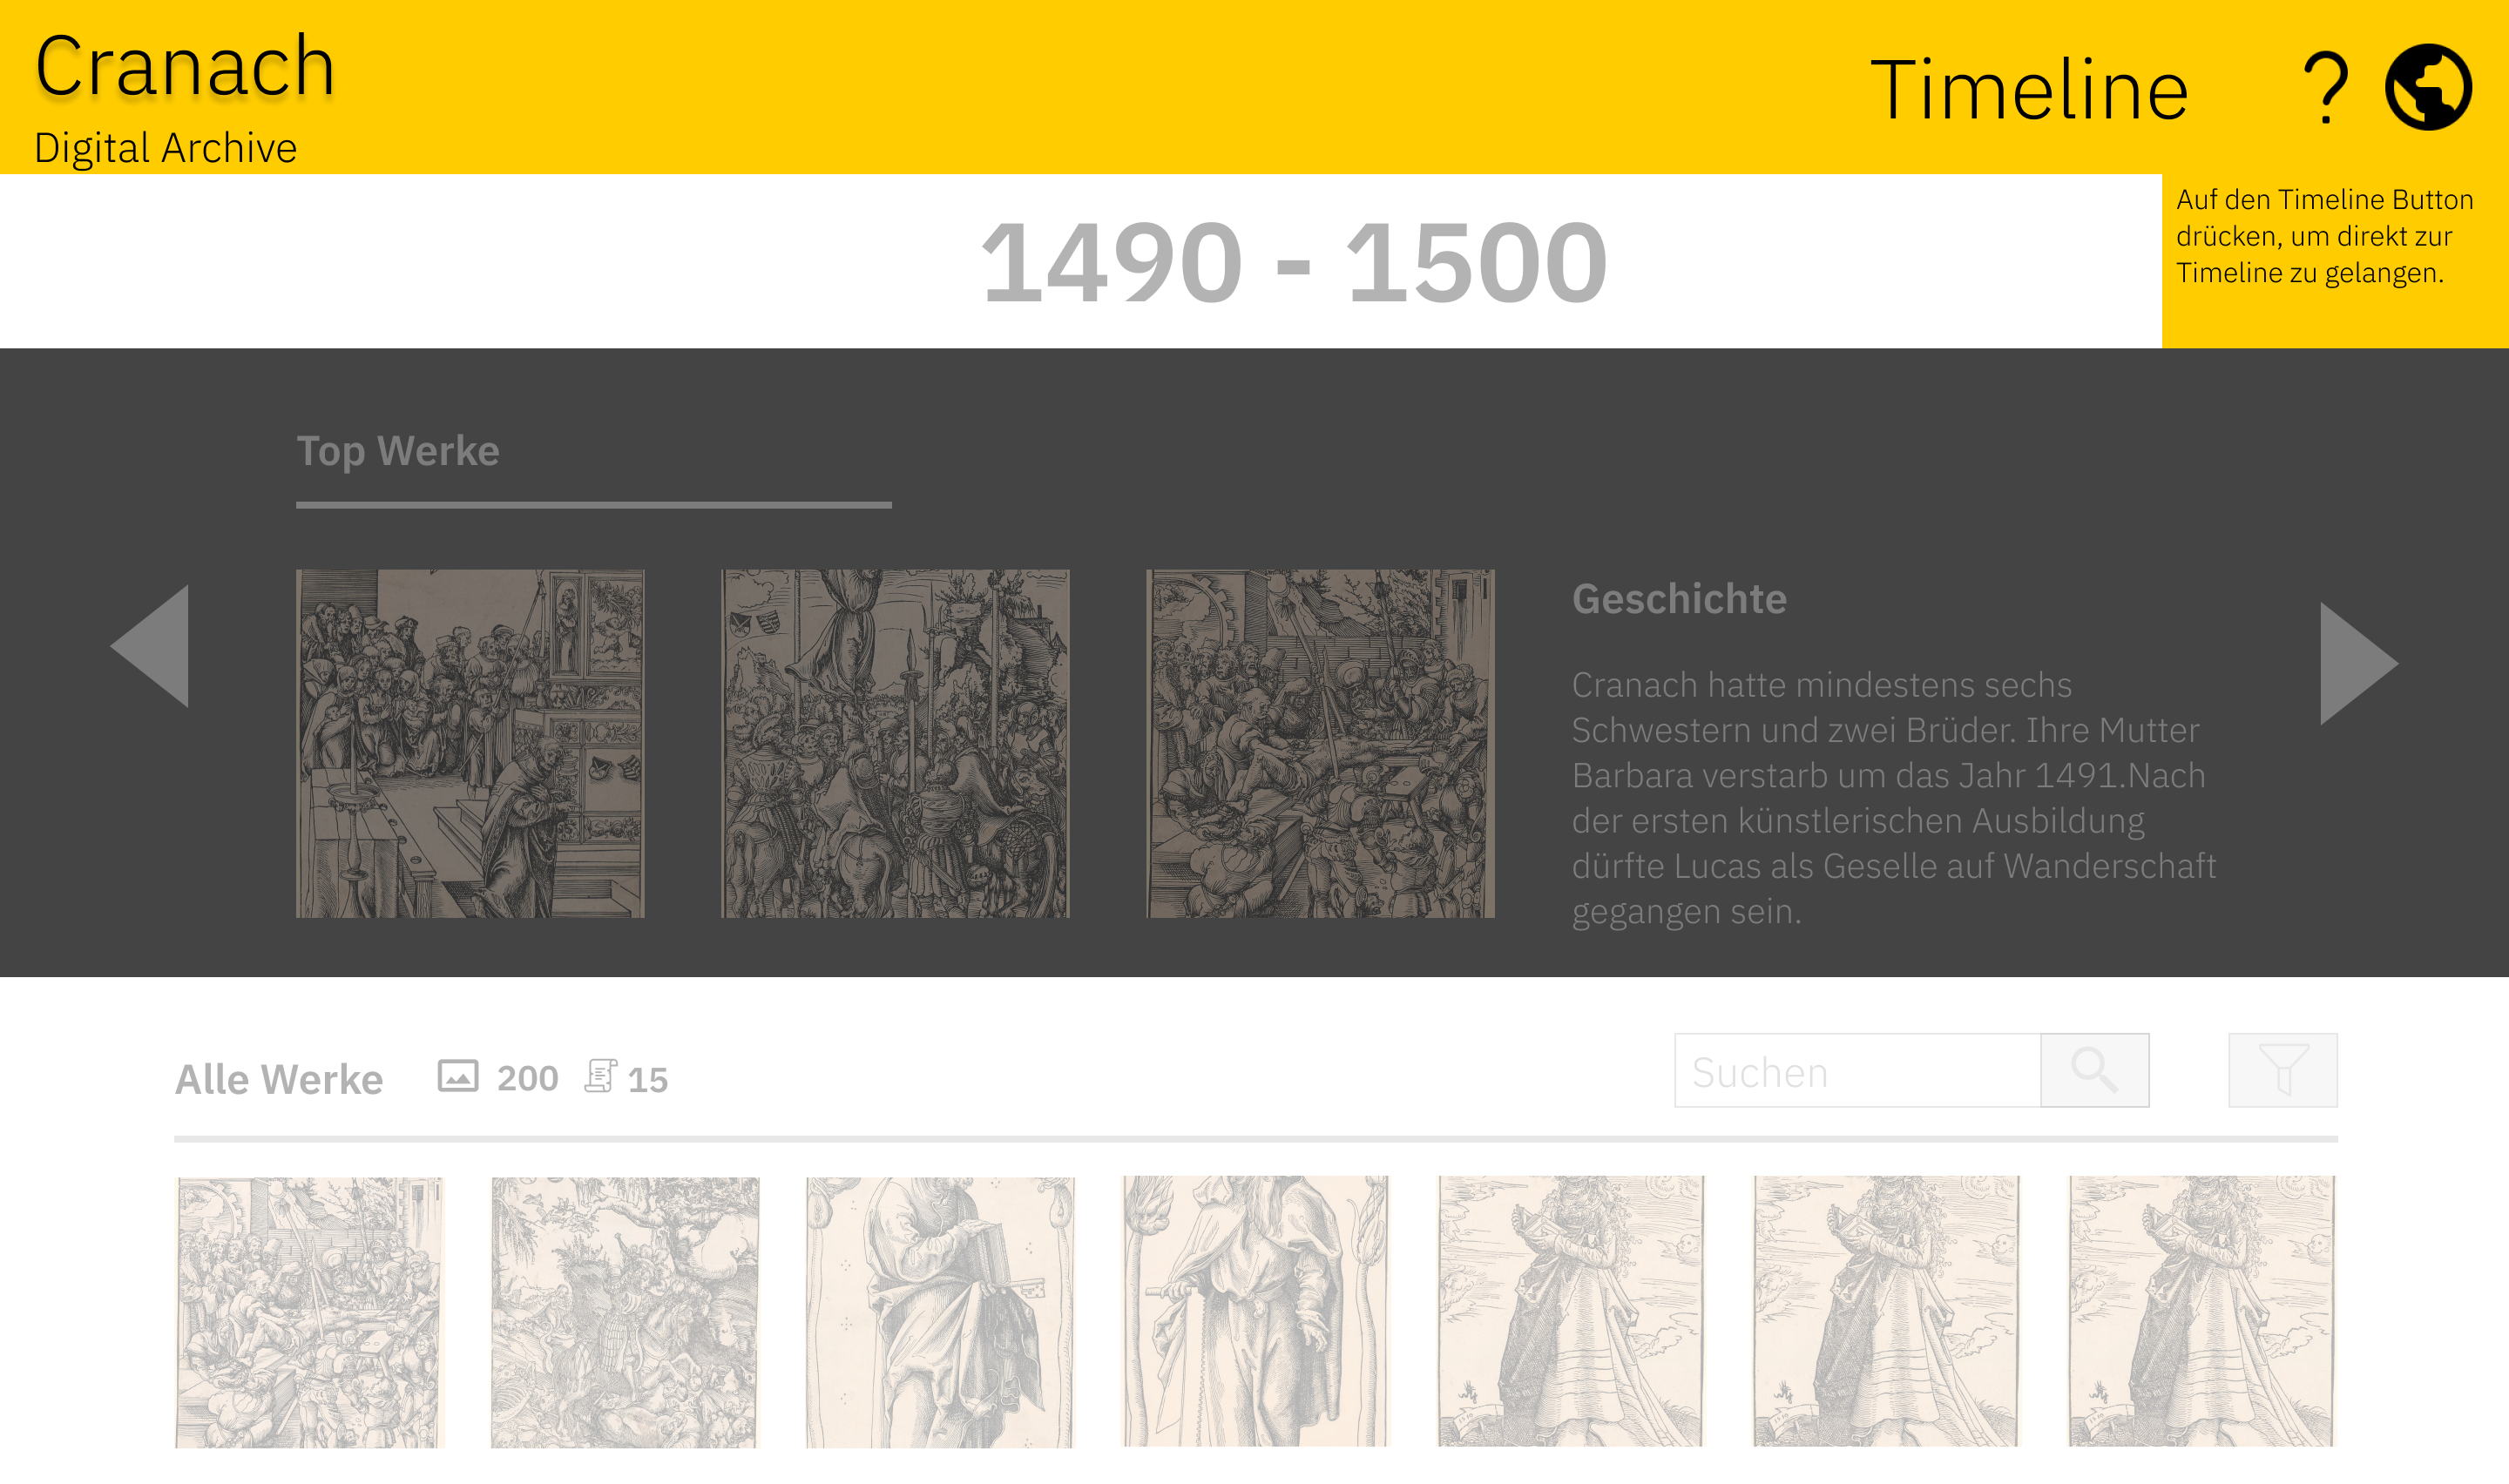 Cranach
Digital Archive
Timeline
?
Auf den Timeline Button
drücken, um direkt zur
Timeline zu gelangen.
1490 - 1500
Top Werke
Geschichte
Cranach hatte mindestens sechs
Schwestern und zwei Brüder. Ihre Mutter
Barbara verstarb um das Jahr 1491.Nach
der ersten künstlerischen Ausbildung
dürfte Lucas als Geselle auf Wanderschaft
gegangen sein.
Alle Werke
200
15
Suchen